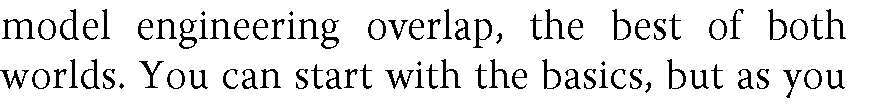 model engineering overlap, the best of both
worlds. You can start with the basics, but as you